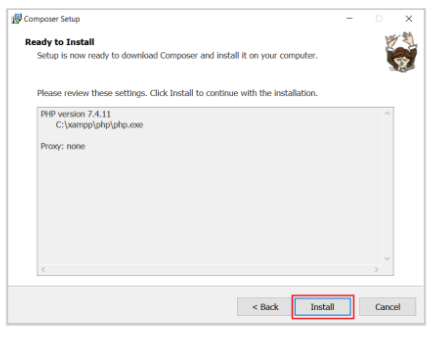 Composer Setup
Ready to Install
Setup is now ready to download Composer and install it on your computer.
Please review these settings. Click Install to continue with the installation.
PHP version 7.4.11
C:\xampp\php\php.exe
Proxy: none
< Back
Install
Cancel